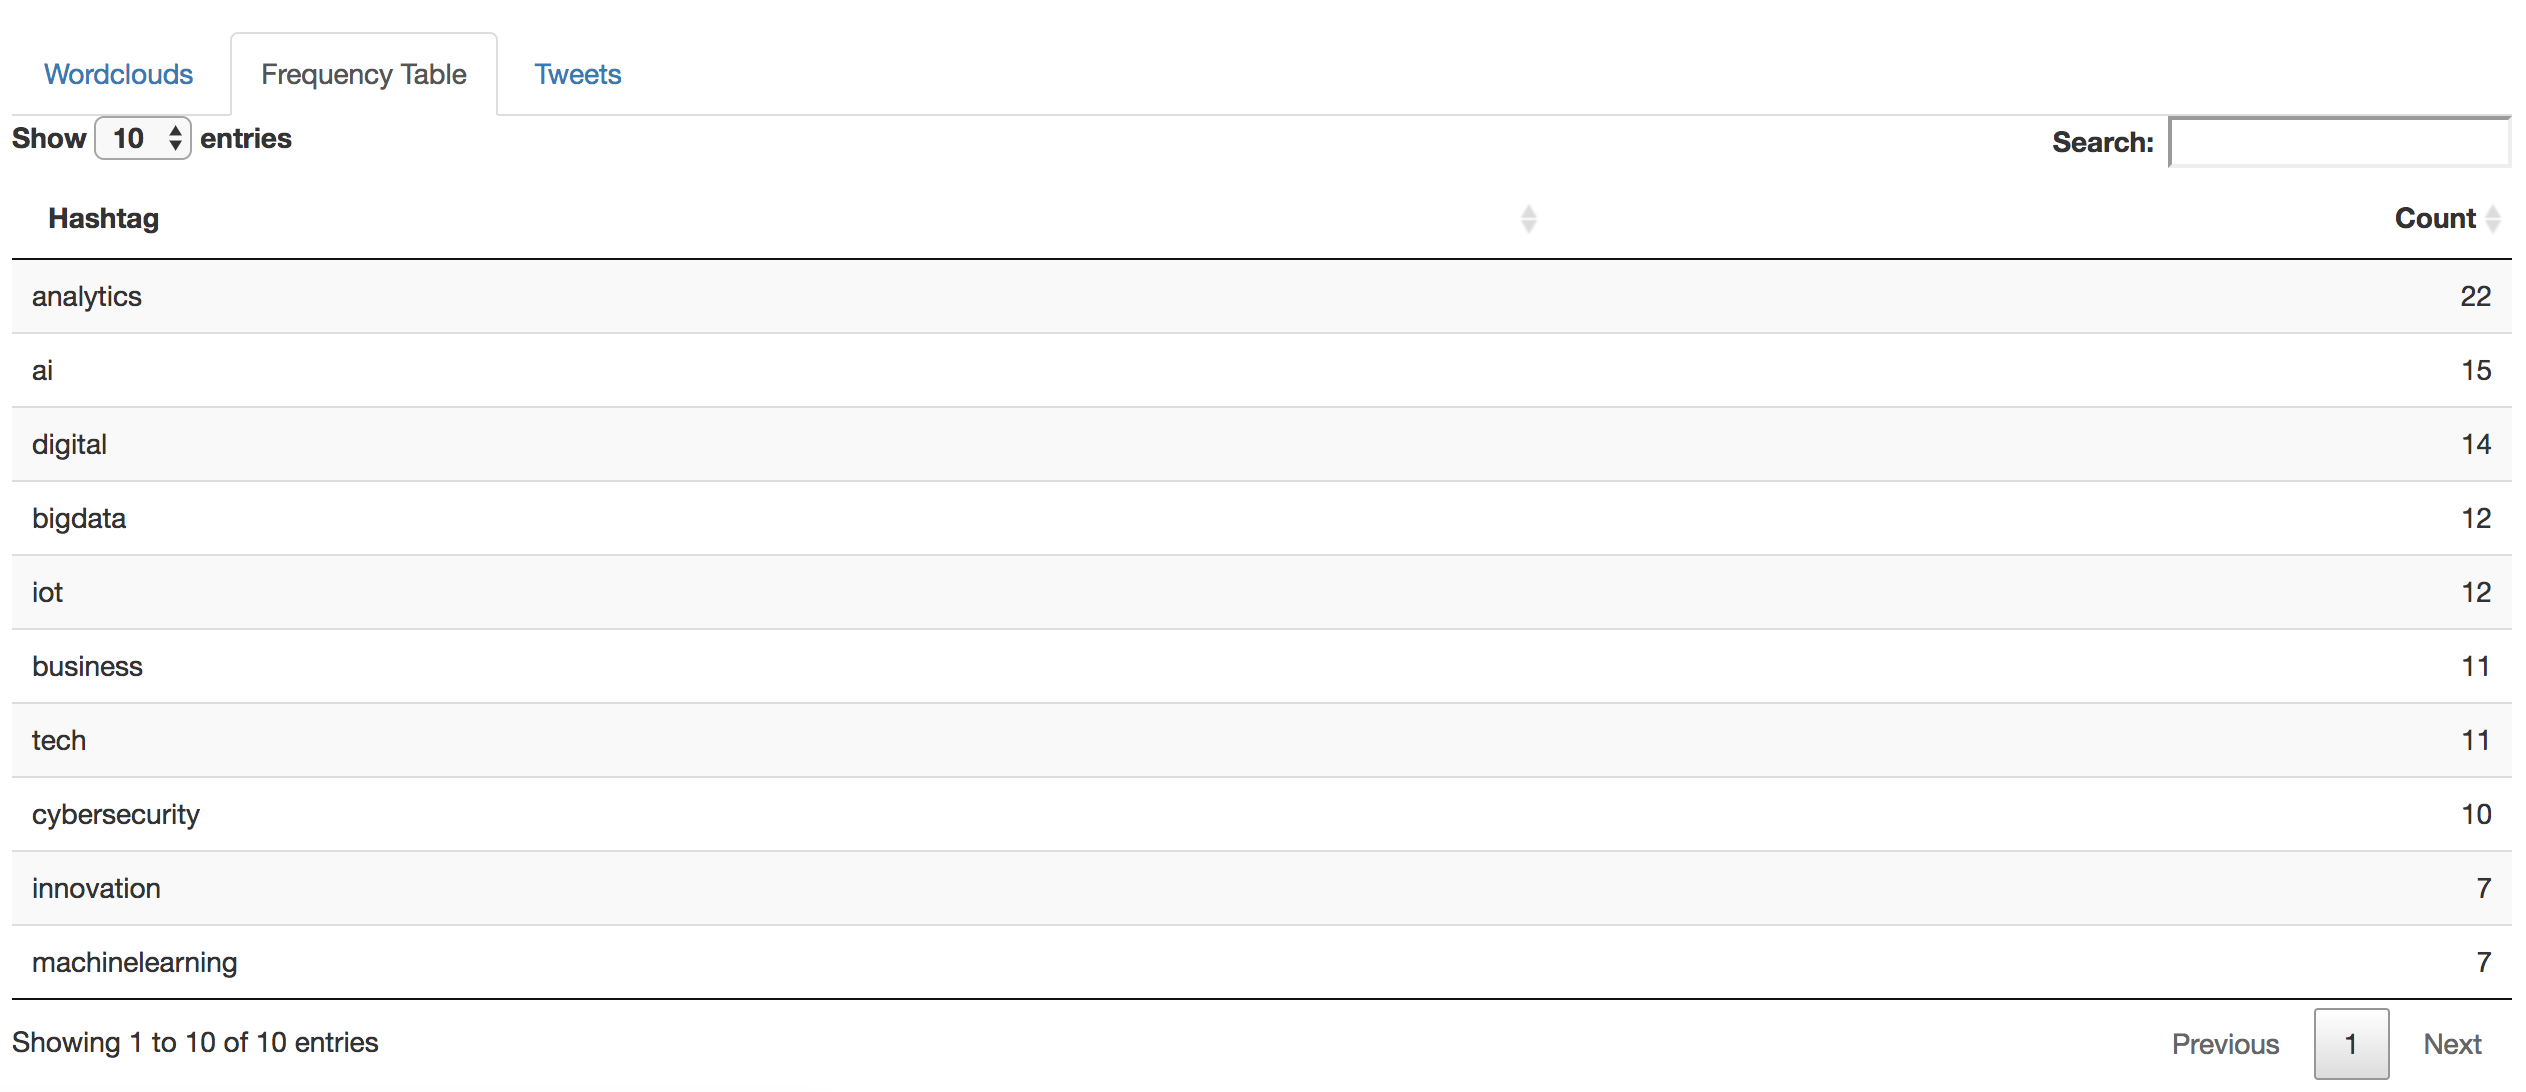 Wordclouds Frequency Table Tweets
Show 10 entries Search:
Hashtag Count
analytics 22
ai 15
digital 14
bigdata 12
iot 12
business 11
tech 11
cybersecurity 10
innovation 7
machinelearning 7
Showing 1 to 10 of 10 entries Previous 1 Next